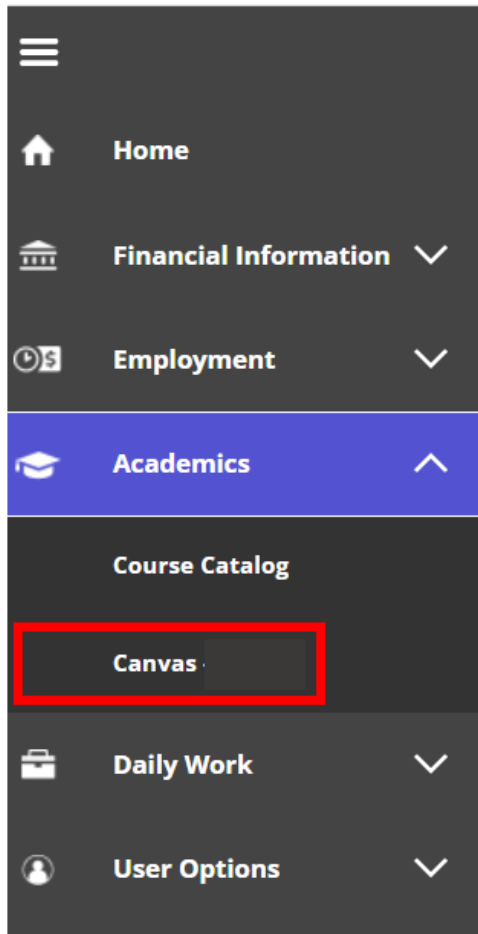 Home
Financial Information
$
Employment
Academics
Course Catalog
Canvas -
Daily Work
User Options